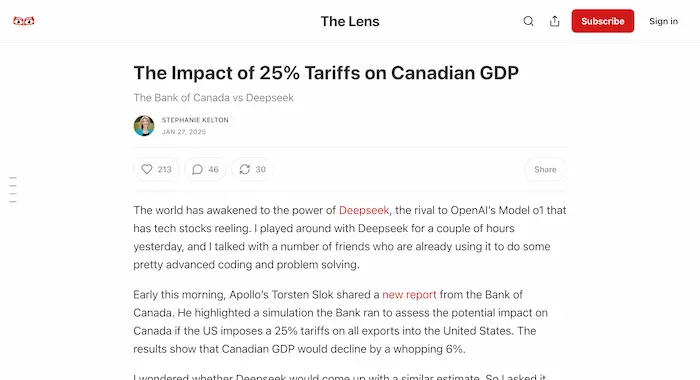 The Lens
Subscribe
Sign in
The Impact of 25% Tariffs on Canadian GDP
The Bank of Canada vs Deepseek
STEPHANIE KELTON
JAN 27, 2025
213
46
30
Share
The world has awakened to the power of Deepseek, the rival to OpenAI's Model o1 that
has tech stocks reeling. I played around with Deepseek for a couple of hours
yesterday, and I talked with a number of friends who are already using it to do some
pretty advanced coding and problem solving.
Early this morning, Apollo's Torsten Slok shared a new report from the Bank of
Canada. He highlighted a simulation the Bank ran to assess the potential impact on
Canada if the US imposes a 25% tariffs on all exports into the United States. The
results show that Canadian GDP would decline by a whopping 6%.
I wondered whether Deepseek would come up with a similar estimate. So I asked it